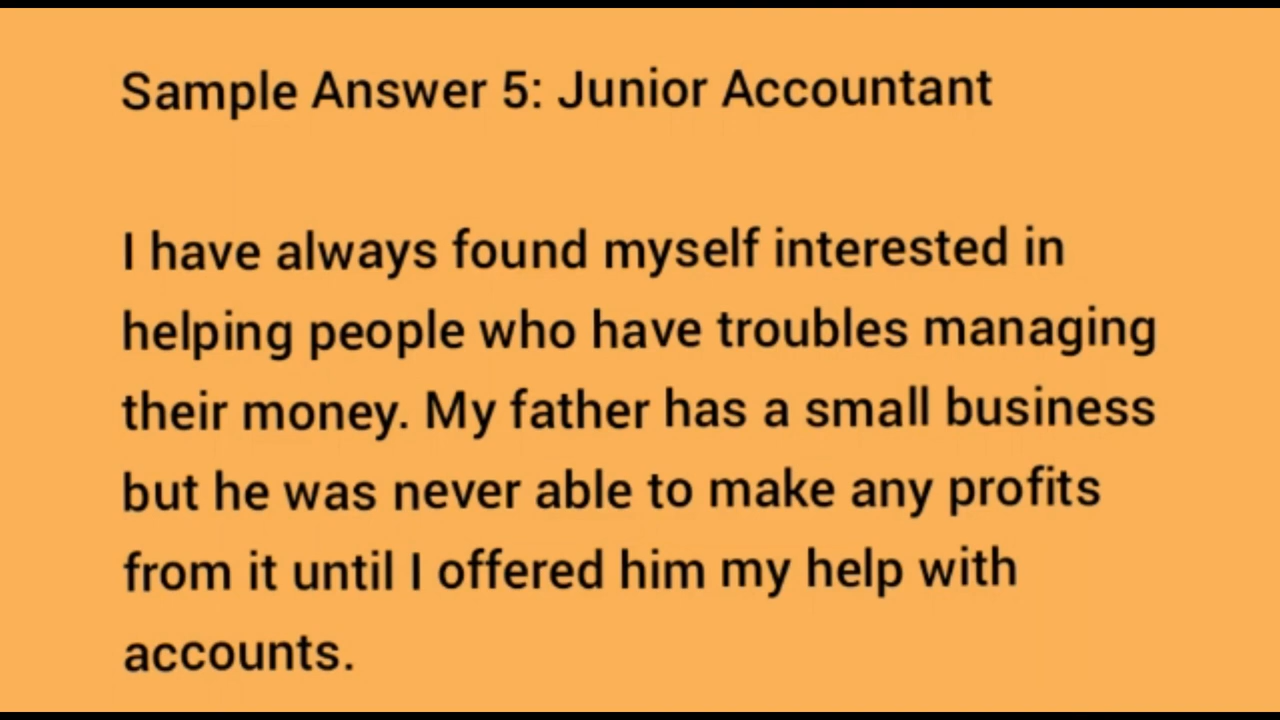 Sample Answer 5: Junior Accountant
I have always found myself interested in
helping people who have troubles managing
their money. My father has a small business
but he was never able to make any profits
from it until I offered him my help with
accounts.